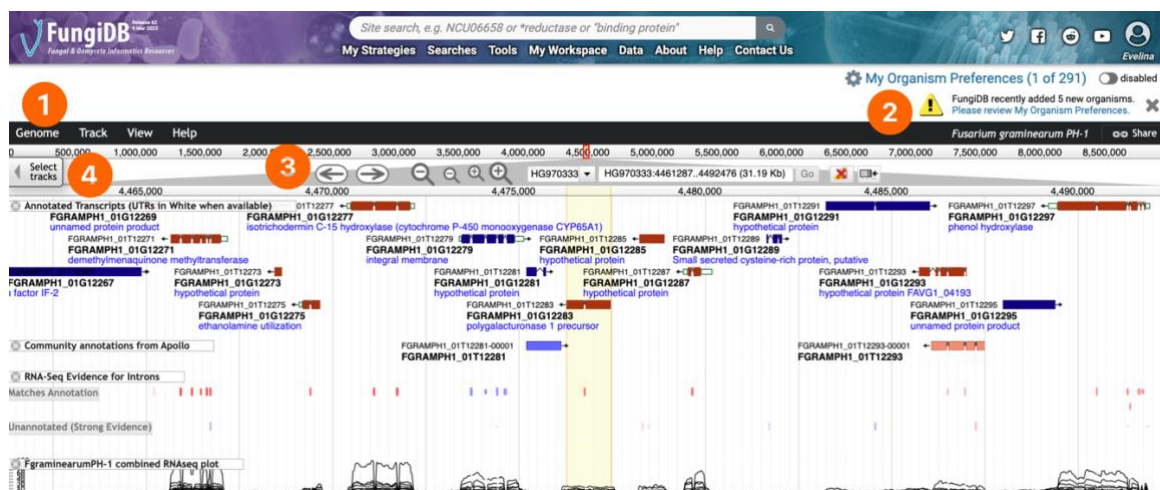 FungiDB
Release 62
9 Mar 2023
Fungal & Oomycete Informatics Resources
Site search, e.g. NCU06658 or *reductase or "binding protein"
My Strategies Searches Tools My Workspace Data About Help Contact Us
Evelina
My Organism Preferences (1 of 291) disabled
FungiDB recently added 5 new organisms.
Please review My Organism Preferences.
1
2
Genome Track View Help Fusarium graminearum PH-1 Share
0 500,000 1,000,000 1,500,000 2,000,000 2,500,000 3,000,000 3,500,000 4,000,000 4,500,000 5,000,000 5,500,000 6,000,000 6,500,000 7,000,000 7,500,000 8,000,000 8,500,000
Select
tracks
4
3
HG970333 HG970333:4461287..4492476 (31.19 Kb) Go
4,465,000 4,470,000 4,475,000 4,480,000 4,485,000 4,490,000
Annotated Transcripts (UTRs in White when available) 01T12277 FGRAMPH1_01T12291 FGRAMPH1_01T12297
FGRAMPH1_01G12269 FGRAMPH1_01G12277 FGRAMPH1_01G12291 FGRAMPH1_01G12297
unnamed protein product isotrichodermin C-15 hydroxylase (cytochrome P-450 monooxygenase CYP65A1) hypothetical protein phenol hydroxylase
FGRAMPH1_01T12271 FGRAMPH1_01T12279 FGRAMPH1_01T12285 FGRAMPH1_01T12289
FGRAMPH1_01G12271 FGRAMPH1_01G12279 FGRAMPH1_01G12285 FGRAMPH1_01G12289
demethylmenaquinone methyltransferase integral membrane hypothetical protein Small secreted cysteine-rich protein, putative
FGRAMPH1_01T12273 FGRAMPH1_01T12281 FGRAMPH1_01T12287 FGRAMPH1_01T12293
FGRAMPH1_01G12267 FGRAMPH1_01G12273 FGRAMPH1_01G12281 FGRAMPH1_01G12287 FGRAMPH1_01G12293
factor IF-2 hypothetical protein hypothetical protein hypothetical protein hypothetical protein FAVG1_04193
FGRAMPH1_01T12275 FGRAMPH1_01T12283 FGRAMPH1_01T12295
FGRAMPH1_01G12275 FGRAMPH1_01G12283 FGRAMPH1_01G12295
ethanolamine utilization polygalacturonase 1 precursor unnamed protein product
Community annotations from Apollo FGRAMPH1_01T12281-00001 FGRAMPH1_01T12293-00001
FGRAMPH1_01T12281 FGRAMPH1_01T12293
RNA-Seq Evidence for Introns
Matches Annotation
Unannotated (Strong Evidence)
FgraminearumPH-1 combined RNAseq plot